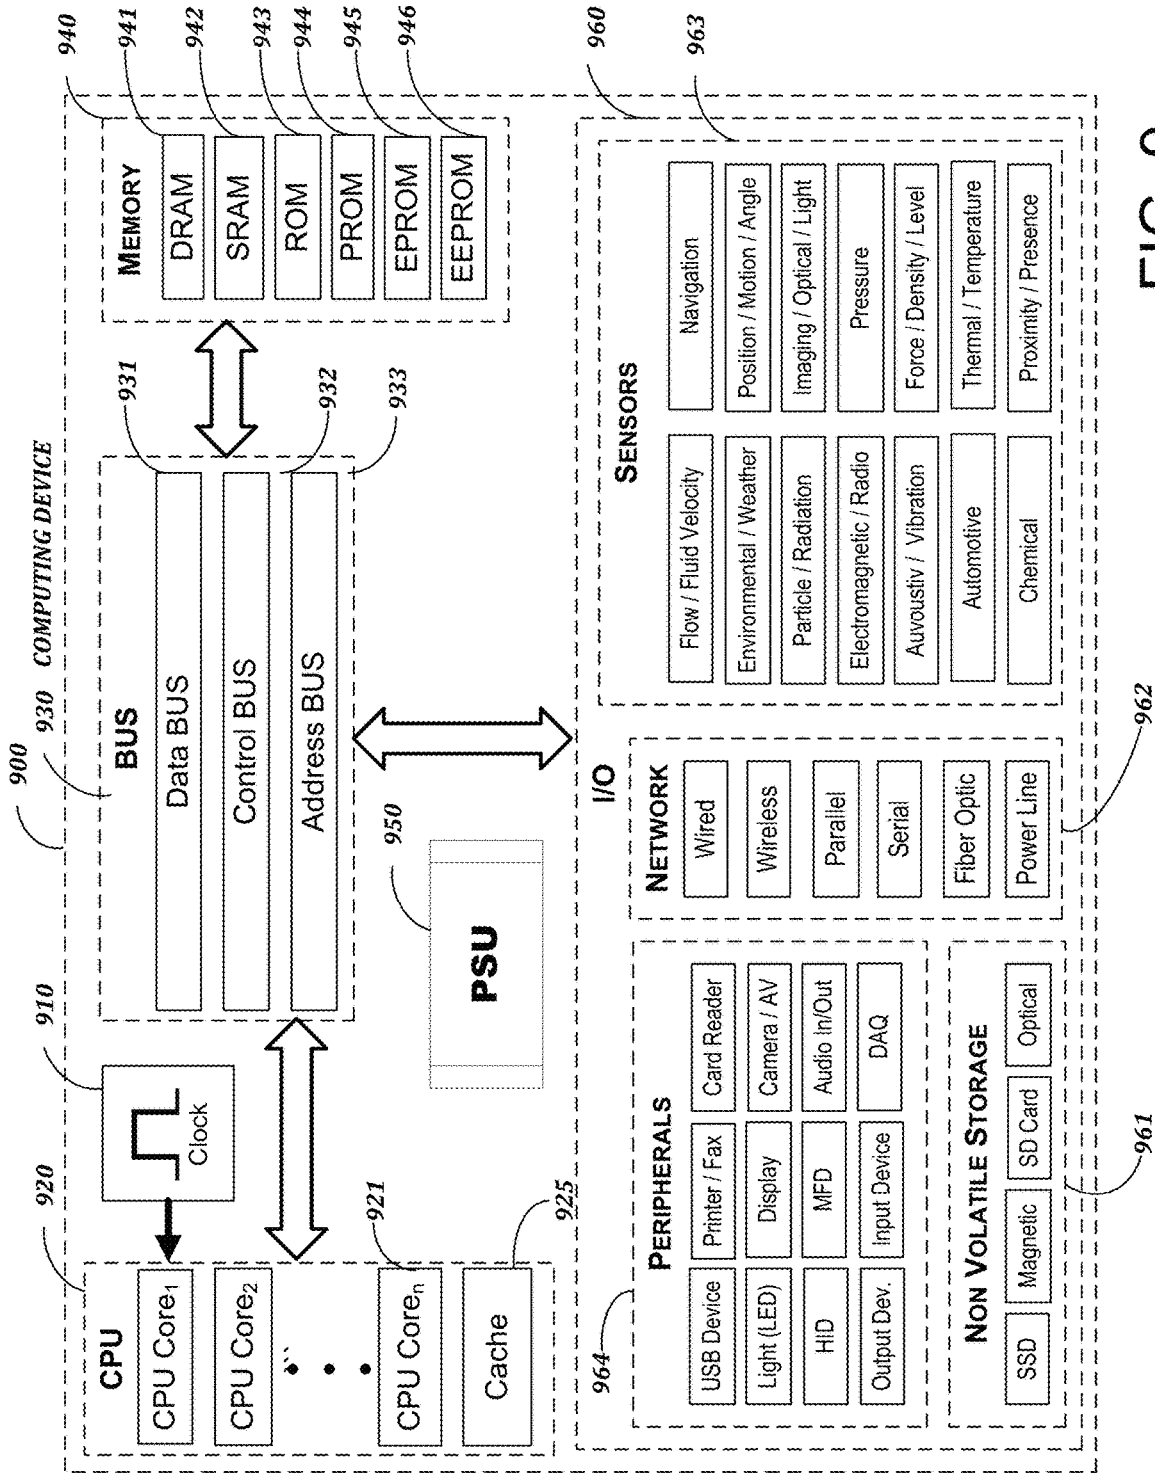 900
930
COMPUTING DEVICE
920
CPU
CPU Core1
CPU Core2
CPU Coren
921
Cache
925
910
Clock
BUS
Data BUS
931
Control BUS
932
Address BUS
933
940
MEMORY
DRAM
941
SRAM
942
ROM
943
PROM
944
EPROM
945
EEPROM
946
950
PSU
960
I/O
964
PERIPHERALS
USB Device
Printer / Fax
Card Reader
Light (LED)
Display
Camera / AV
HID
MFD
Audio In/Out
Output Dev.
Input Device
DAQ
NON VOLATILE STORAGE
SSD
Magnetic
SD Card
Optical
961
NETWORK
Wired
Wireless
Parallel
Serial
Fiber Optic
Power Line
962
963
SENSORS
Flow / Fluid Velocity
Navigation
Environmental / Weather
Position / Motion / Angle
Particle / Radiation
Imaging / Optical / Light
Electromagnetic / Radio
Pressure
Auvoustiv / Vibration
Force / Density / Level
Automotive
Thermal / Temperature
Chemical
Proximity / Presence